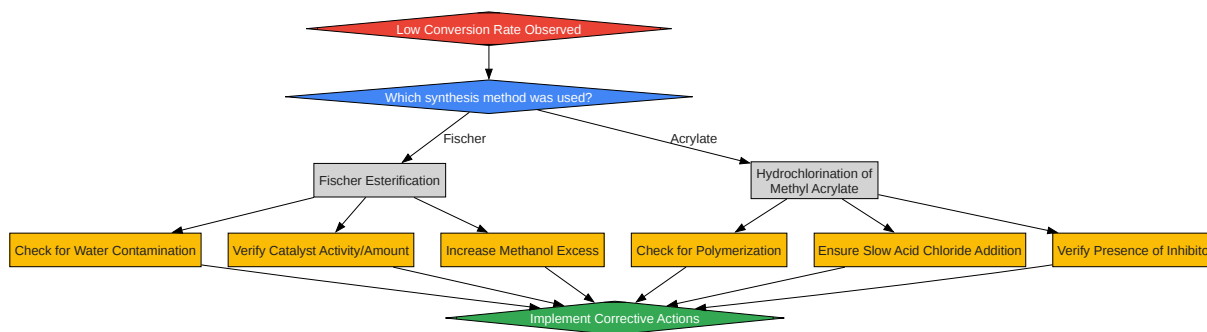 Low Conversion Rate Observed
Which synthesis method was used?
Fischer
Acrylate
Fischer Esterification
Hydrochlorination of
Methyl Acrylate
Check for Water Contamination
Verify Catalyst Activity/Amount
Increase Methanol Excess
Check for Polymerization
Ensure Slow Acid Chloride Addition
Verify Presence of
Implement Corrective Actions